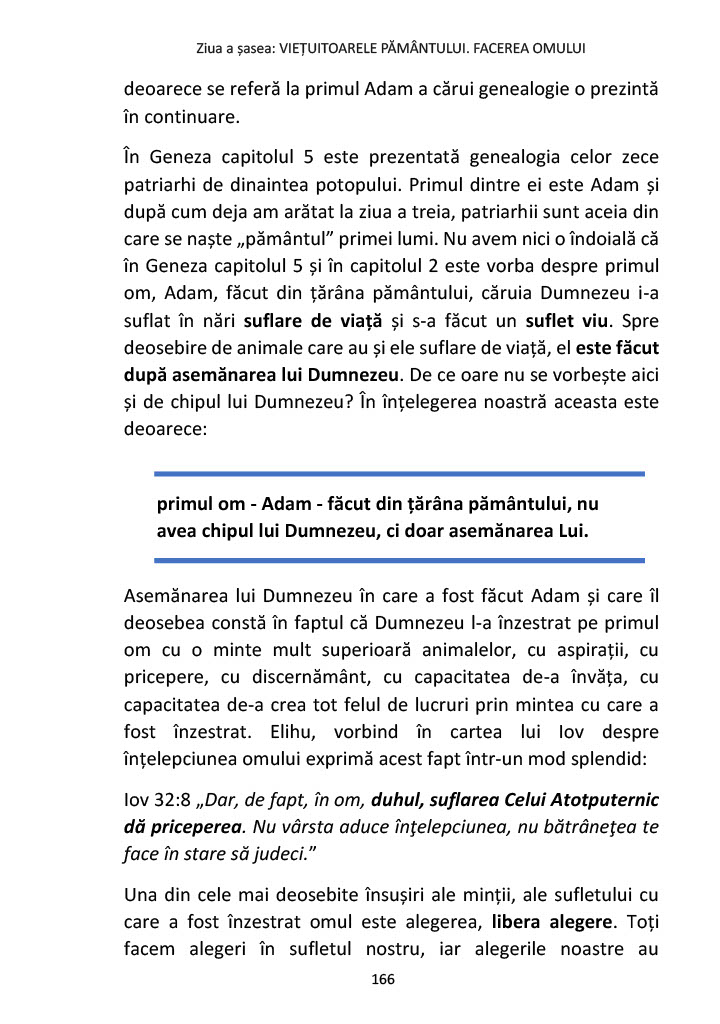 Ziua a șasea: VIEȚUITOARELE PĂMÂNTULUI. FACEREA OMULUI
deoarece se referă la primul Adam a cărui genealogie o prezintă
în continuare.
În Geneza capitolul 5 este prezentată genealogia celor zece
patriarhi de dinaintea potopului. Primul dintre ei este Adam și
după cum deja am arătat la ziua a treia, patriarhii sunt aceia din
care se naște „pământul” primei lumi. Nu avem nici o îndoială că
în Geneza capitolul 5 și în capitolul 2 este vorba despre primul
om, Adam, făcut din țărâna pământului, căruia Dumnezeu i-a
suflat în nări suflare de viață și s-a făcut un suflet viu. Spre
deosebire de animale care au și ele suflare de viață, el este făcut
după asemănarea lui Dumnezeu. De ce oare nu se vorbește aici
și de chipul lui Dumnezeu? În înțelegerea noastră aceasta este
deoarece:
primul om - Adam - făcut din țărâna pământului, nu
avea chipul lui Dumnezeu, ci doar asemănarea Lui.
Asemănarea lui Dumnezeu în care a fost făcut Adam și care îl
deosebea constă în faptul că Dumnezeu l-a înzestrat pe primul
om cu o minte mult superioară animalelor, cu aspirații, cu
pricepere, cu discernământ, cu capacitatea de-a învăța, cu
capacitatea de-a crea tot felul de lucruri prin mintea cu care a
fost înzestrat. Elihu, vorbind în cartea lui Iov despre
înțelepciunea omului exprimă acest fapt într-un mod splendid:
Iov 32:8 „Dar, de fapt, în om, duhul, suflarea Celui Atotputernic
dă priceperea. Nu vârsta aduce înţelepciunea, nu bătrâneţea te
face în stare să judeci.”
Una din cele mai deosebite însușiri ale minții, ale sufletului cu
care a fost înzestrat omul este alegerea, libera alegere. Toți
facem alegeri în sufletul nostru, iar alegerile noastre au
166